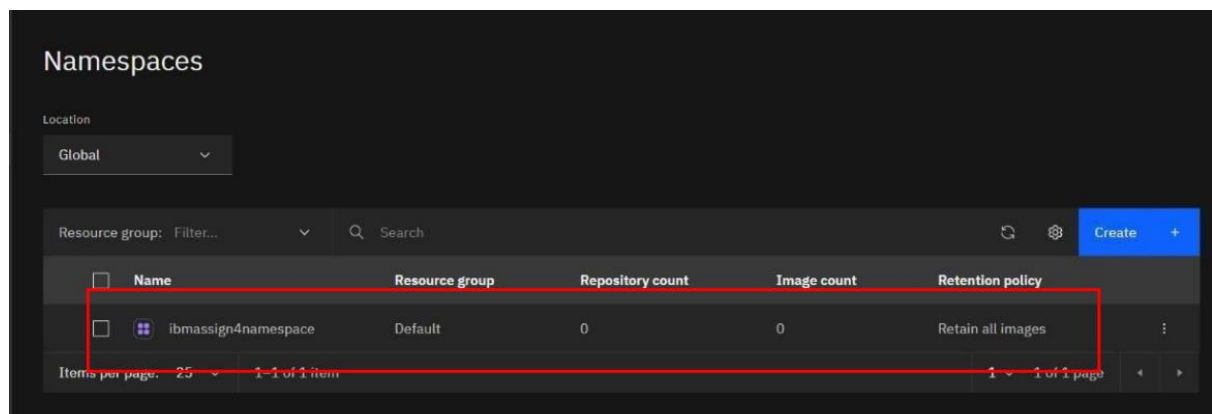 Namespaces
Location
Global
Resource group: Filter... Search Create +
Name Resource group Repository count Image count Retention policy
ibmassign4namespace Default 0 0 Retain all images
Items per page: 25 1–1 of 1 item 1 1 of 1 page